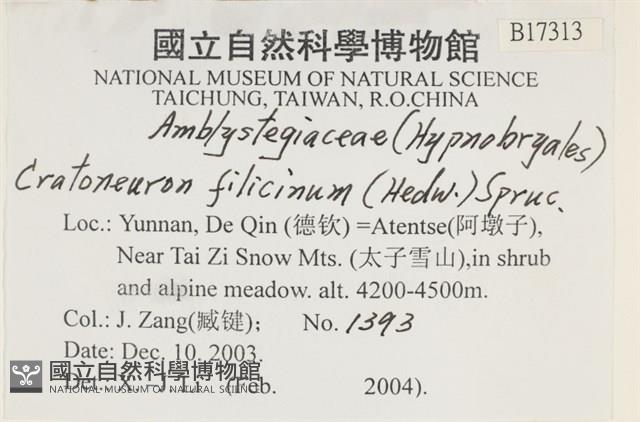 B17313
國立自然科學博物館
NATIONAL MUSEUM OF NATURAL SCIENCE
TAICHUNG, TAIWAN, R.O.CHINA
Amblystegiaceae (Hypnobryales)
Cratoneuron filicinum (Hedw.) Spruc.
Loc.: Yunnan, De Qin (德钦) =Atentse(阿墩子),
Near Tai Zi Snow Mts. (太子雪山),in shrub
and alpine meadow. alt. 4200-4500m.
Col.: J. Zang(臧键); No. 1393
Date: Dec. 10. 2003.
國立自然科學博物館
NATIONAL MUSEUM OF NATURAL SCIENCE
Det.: (Feb. 2004).